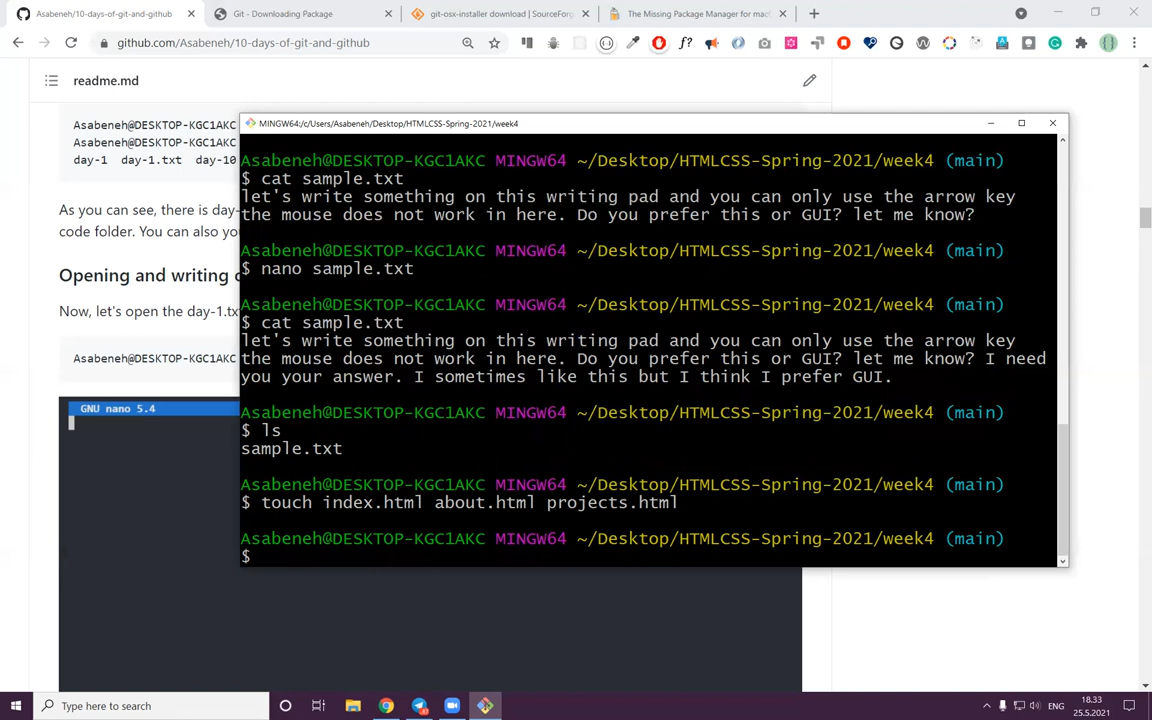 Asabeneh/10-days-of-git-and-github
Git - Downloading Package
git-osx-installer download | SourceForg
The Missing Package Manager for mac
github.com/Asabeneh/10-days-of-git-and-github
readme.md
Asabeneh@DESKTOP-KGC1AKC
Asabeneh@DESKTOP-KGC1AKC
day-1 day-1.txt day-10
As you can see, there is day-
code folder. You can also you
Opening and writing
Now, let's open the day-1.tx
Asabeneh@DESKTOP-KGC1AKC
GNU nano 5.4
MINGW64:/c/Users/Asabeneh/Desktop/HTMLCSS-Spring-2021/week4
Asabeneh@DESKTOP-KGC1AKC MINGW64 ~/Desktop/HTMLCSS-Spring-2021/week4 (main)
$ cat sample.txt
let's write something on this writing pad and you can only use the arrow key
the mouse does not work in here. Do you prefer this or GUI? let me know?
Asabeneh@DESKTOP-KGC1AKC MINGW64 ~/Desktop/HTMLCSS-Spring-2021/week4 (main)
$ nano sample.txt
Asabeneh@DESKTOP-KGC1AKC MINGW64 ~/Desktop/HTMLCSS-Spring-2021/week4 (main)
$ cat sample.txt
let's write something on this writing pad and you can only use the arrow key
the mouse does not work in here. Do you prefer this or GUI? let me know? I need
you your answer. I sometimes like this but I think I prefer GUI.
Asabeneh@DESKTOP-KGC1AKC MINGW64 ~/Desktop/HTMLCSS-Spring-2021/week4 (main)
$ ls
sample.txt
Asabeneh@DESKTOP-KGC1AKC MINGW64 ~/Desktop/HTMLCSS-Spring-2021/week4 (main)
$ touch index.html about.html projects.html
Asabeneh@DESKTOP-KGC1AKC MINGW64 ~/Desktop/HTMLCSS-Spring-2021/week4 (main)
$
Type here to search
ENG
18.33
25.5.2021